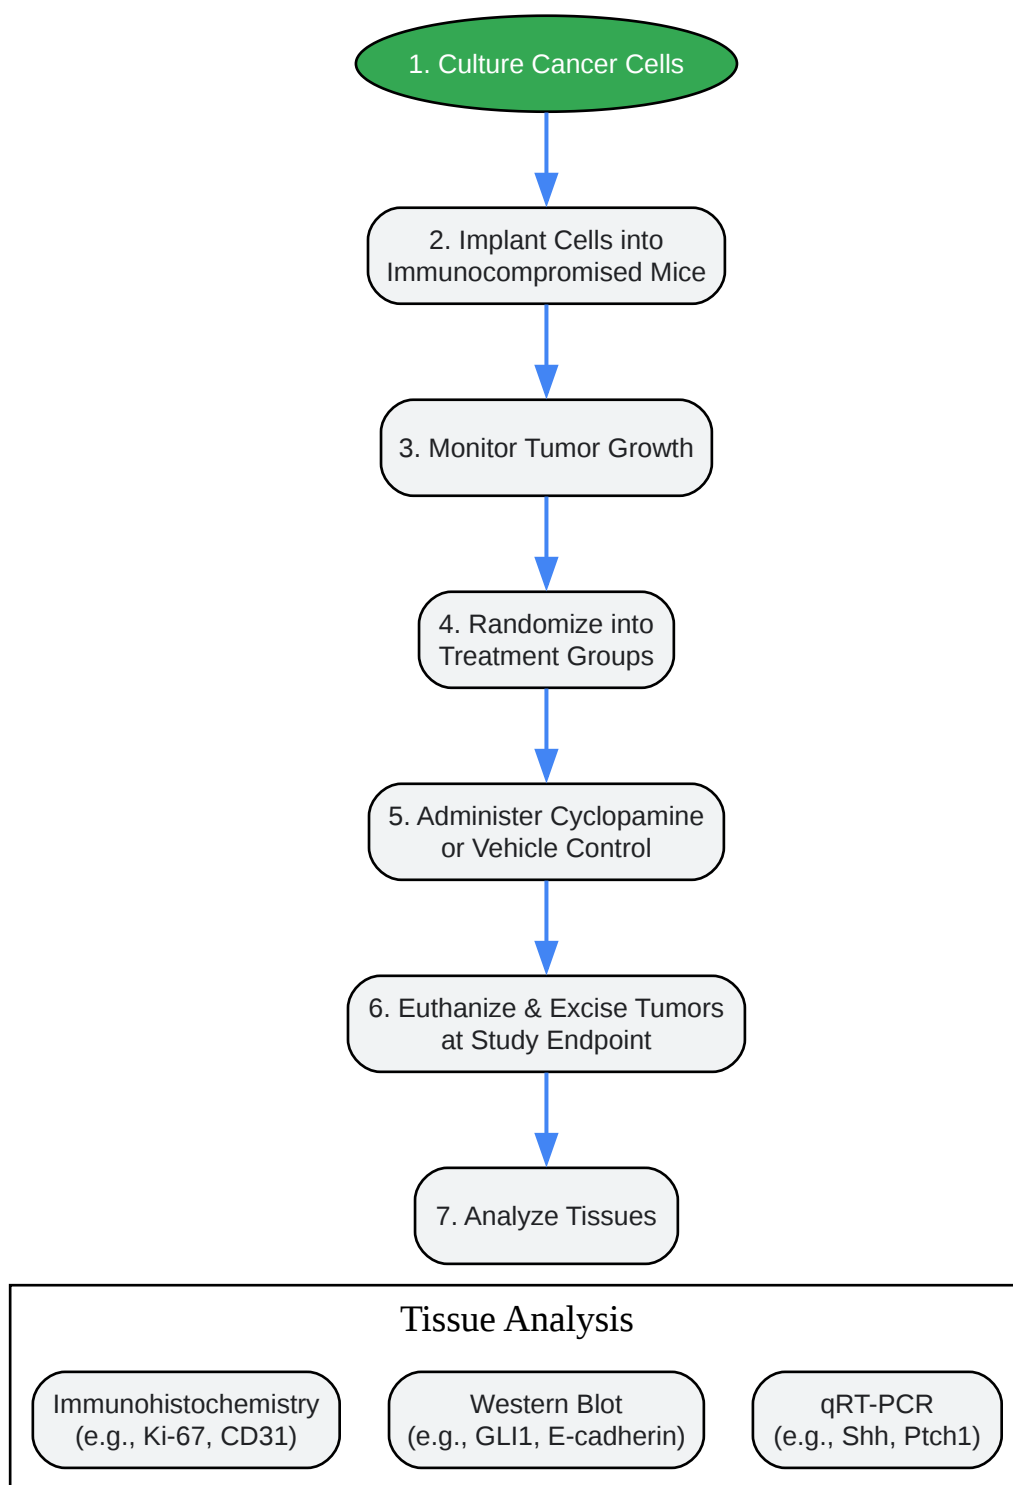 1. Culture Cancer Cells
2. Implant Cells into
Immunocompromised Mice
3. Monitor Tumor Growth
4. Randomize into
Treatment Groups
5. Administer Cyclopamine
or Vehicle Control
6. Euthanize & Excise Tumors
at Study Endpoint
7. Analyze Tissues
Tissue Analysis
Immunohistochemistry
(e.g., Ki-67, CD31)
Western Blot
(e.g., GLI1, E-cadherin)
qRT-PCR
(e.g., Shh, Ptch1)